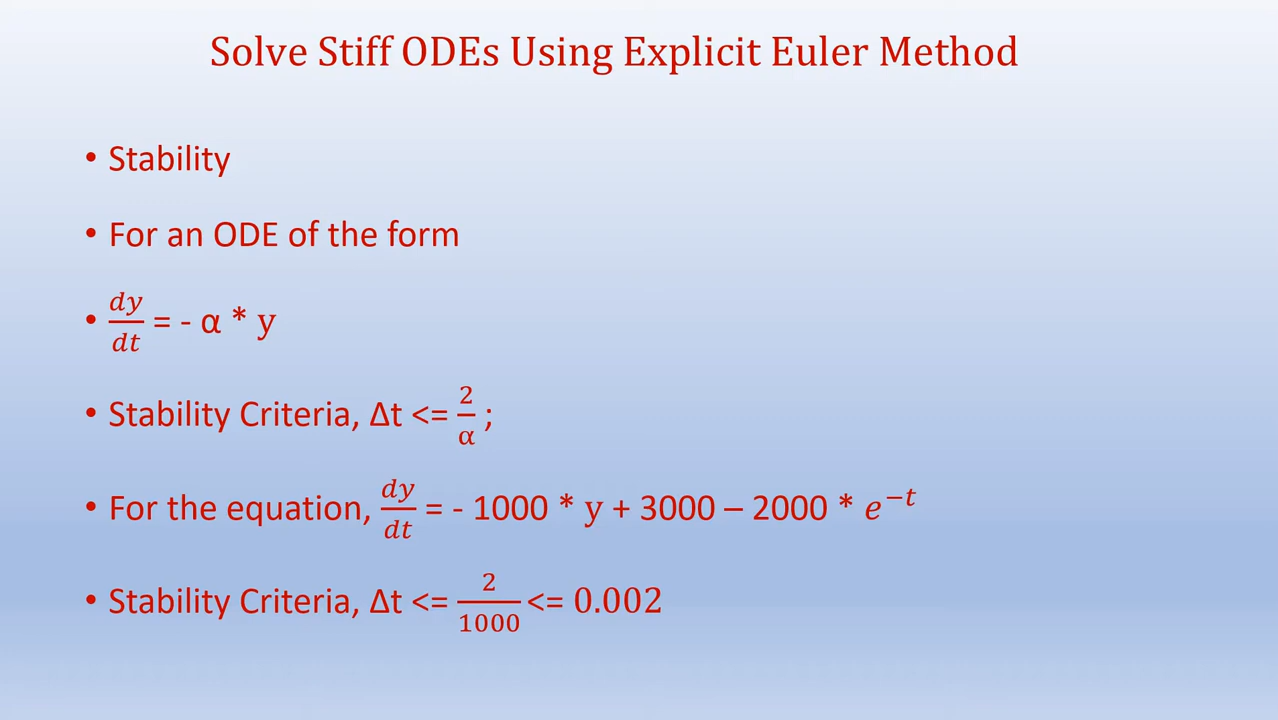 Solve Stiff ODEs Using Explicit Euler Method
• Stability
• For an ODE of the form
• dy/dt = - α * y
• Stability Criteria, Δt <= 2/α ;
• For the equation, dy/dt = - 1000 * y + 3000 – 2000 * e^−t
• Stability Criteria, Δt <= 2/1000 <= 0.002